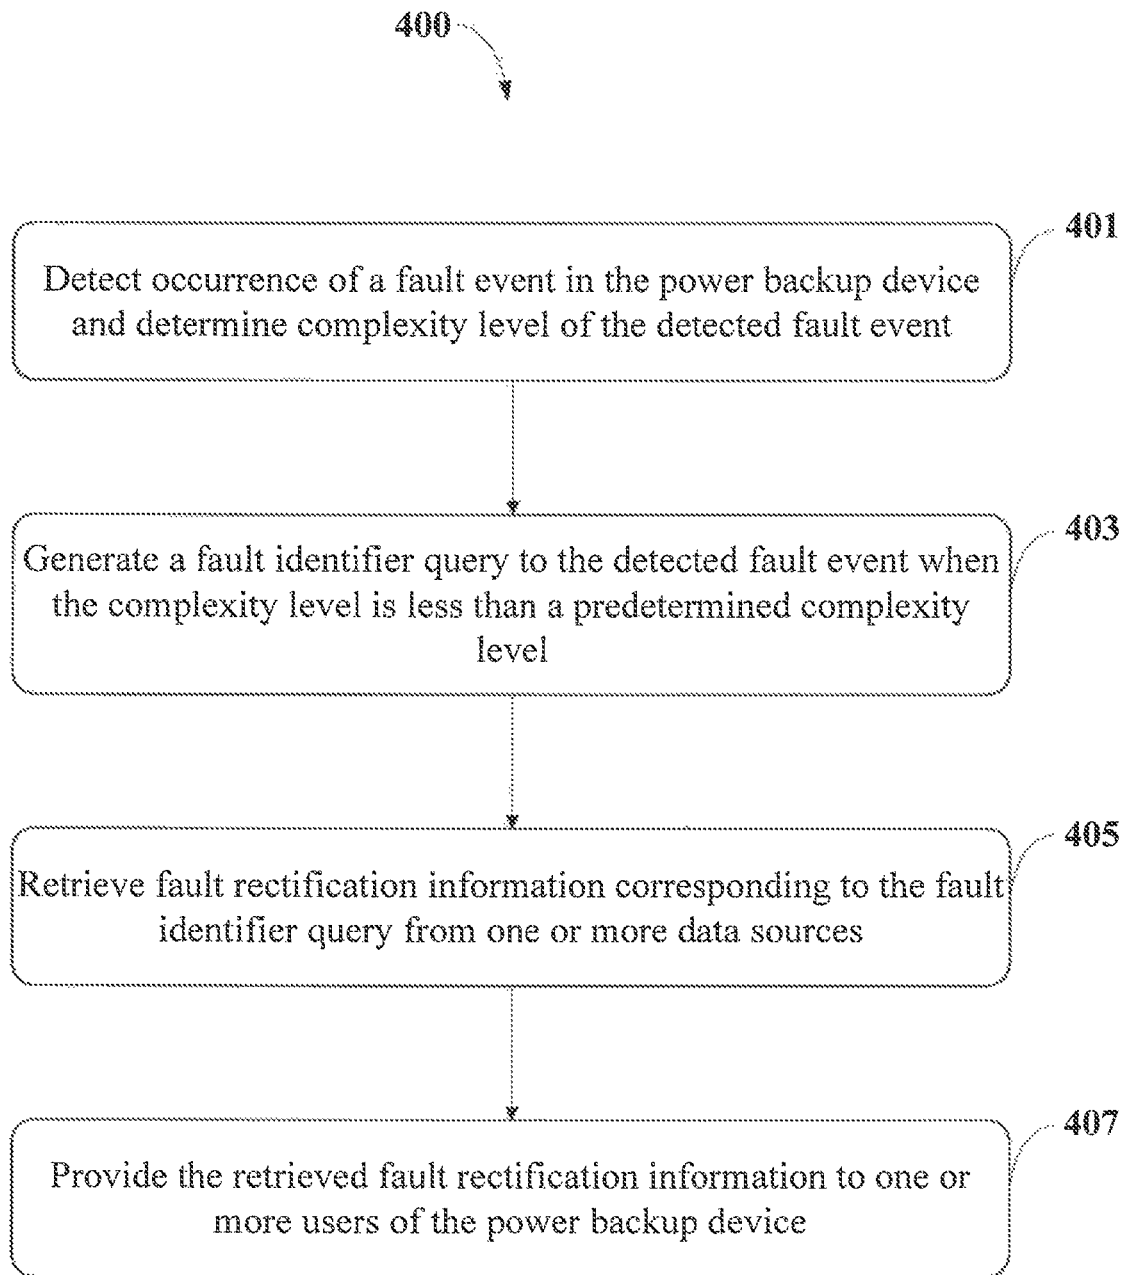 400
401
Detect occurrence of a fault event in the power backup device
and determine complexity level of the detected fault event
403
Generate a fault identifier query to the detected fault event when
the complexity level is less than a predetermined complexity
level
405
Retrieve fault rectification information corresponding to the fault
identifier query from one or more data sources
407
Provide the retrieved fault rectification information to one or
more users of the power backup device